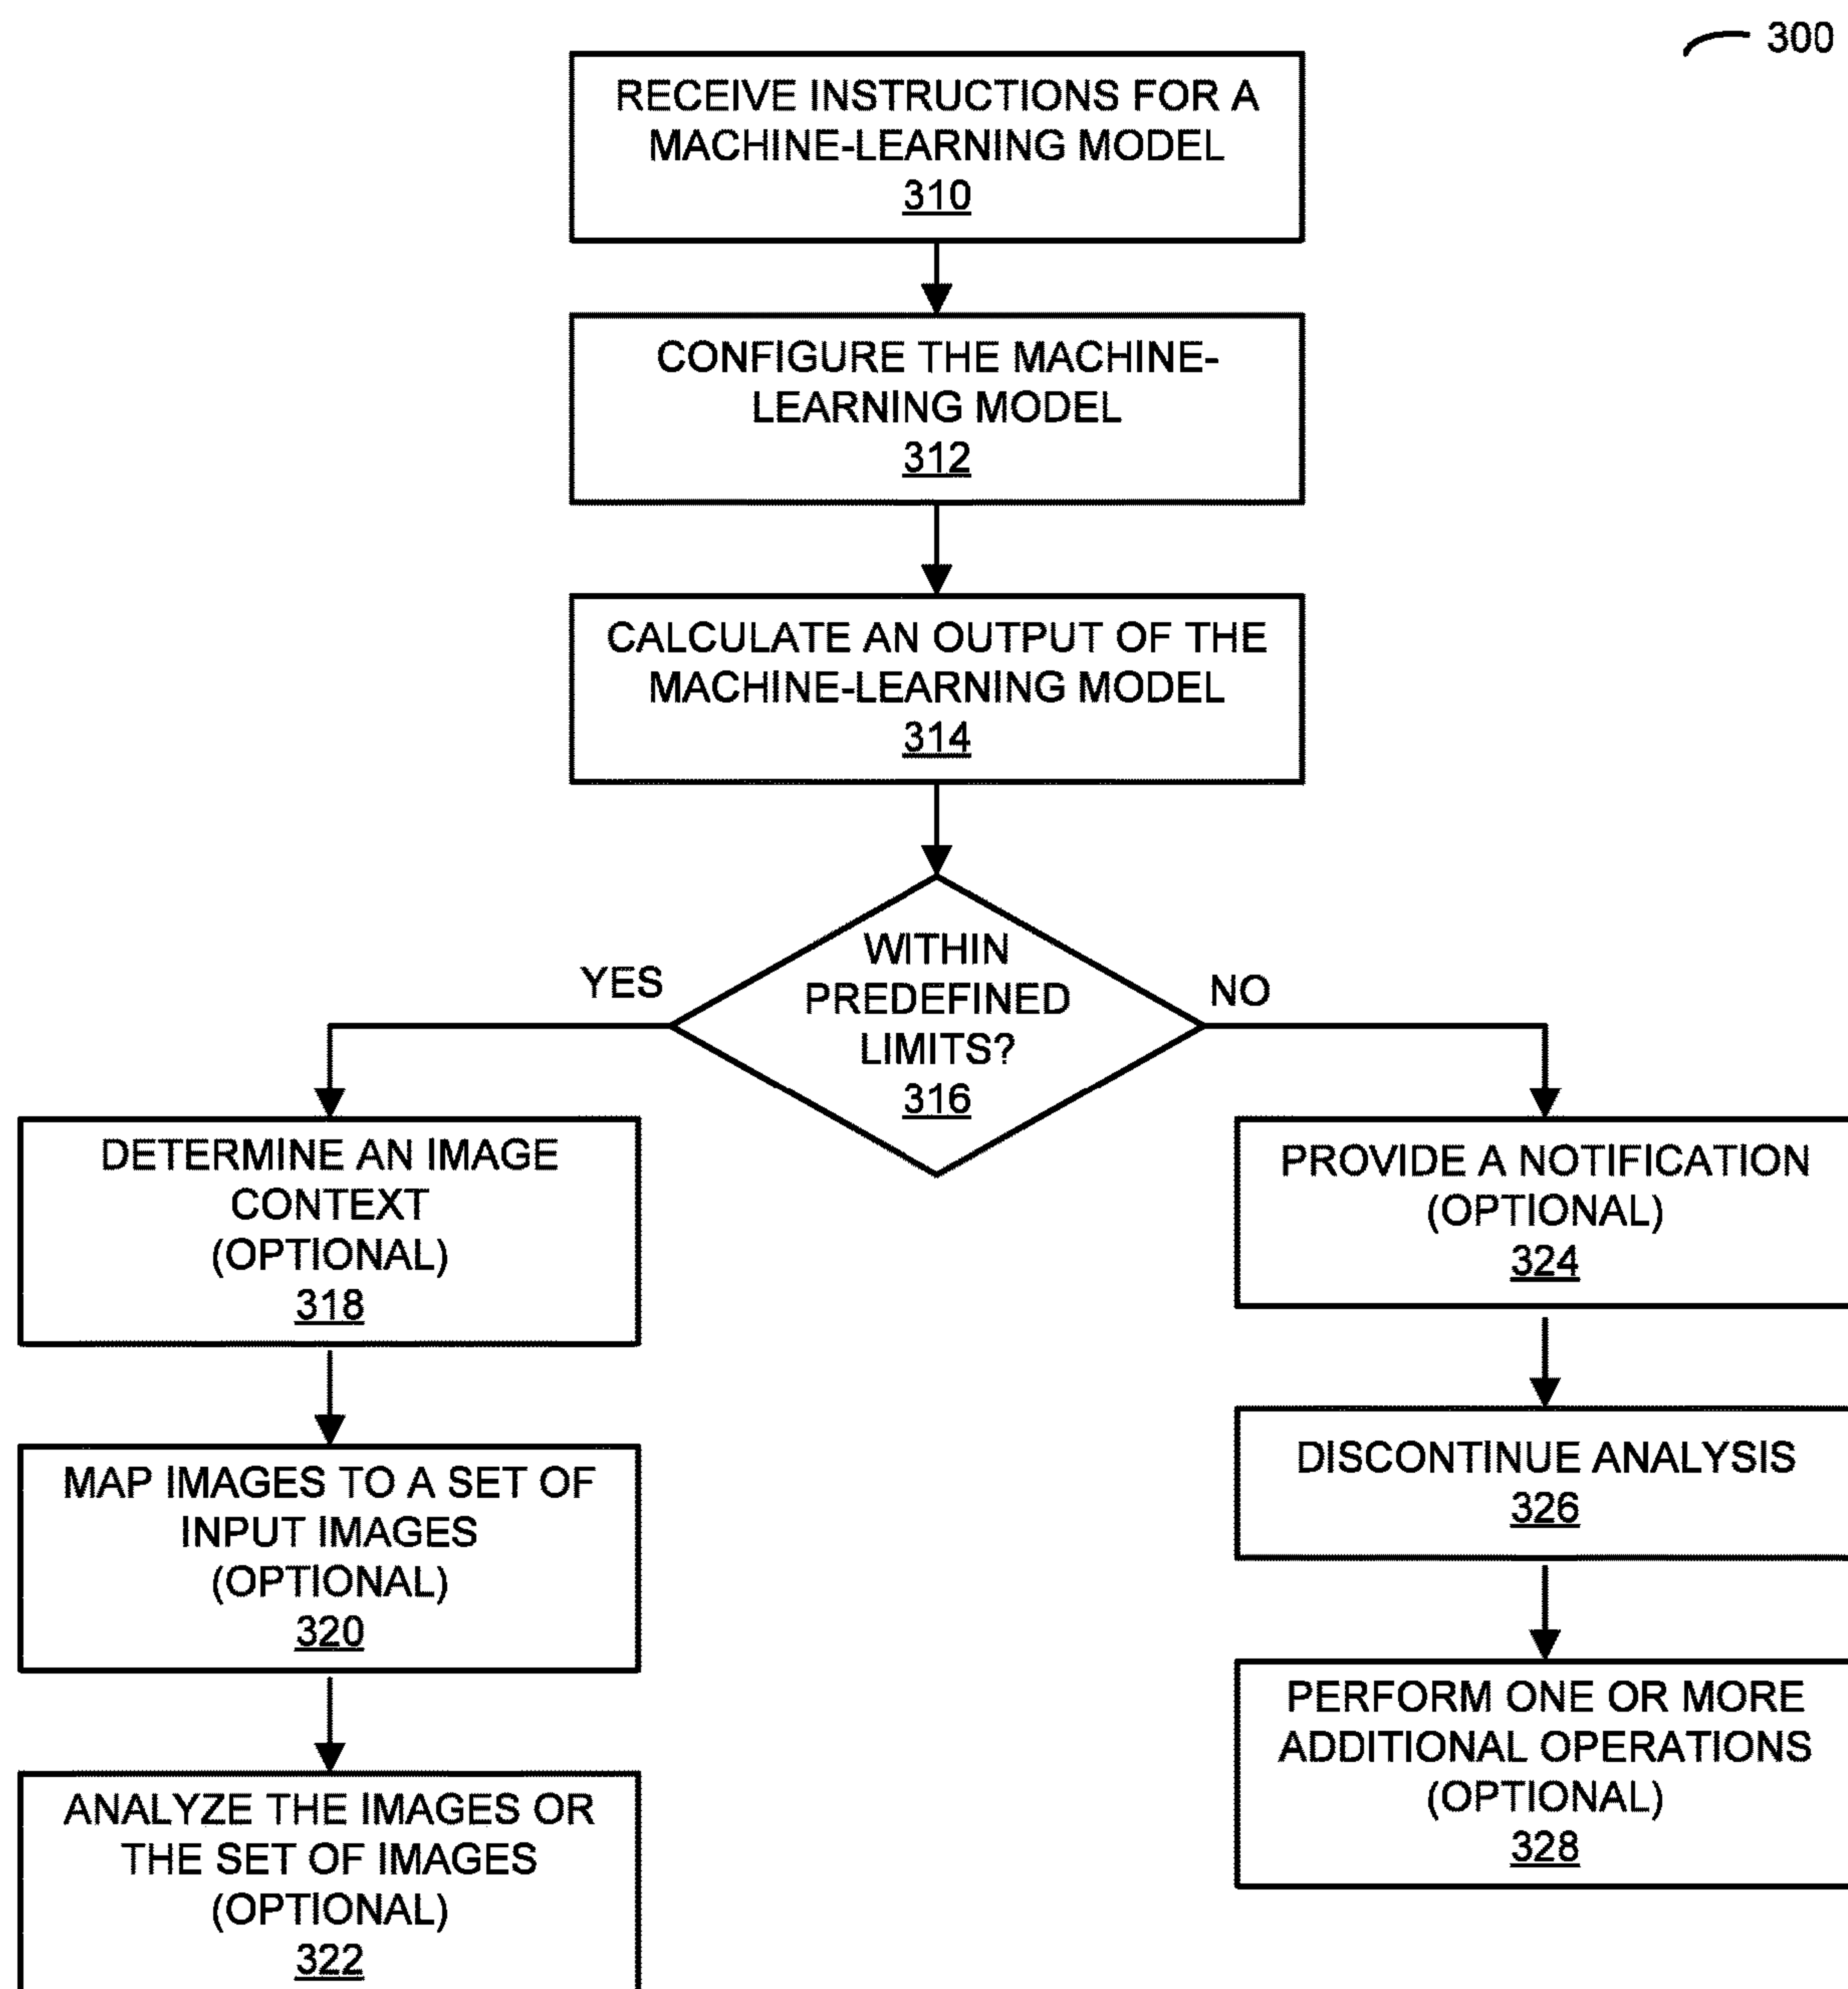 300
RECEIVE INSTRUCTIONS FOR A
MACHINE-LEARNING MODEL
310
CONFIGURE THE MACHINE-
LEARNING MODEL
312
CALCULATE AN OUTPUT OF THE
MACHINE-LEARNING MODEL
314
WITHIN
PREDEFINED
LIMITS?
316
YES
NO
DETERMINE AN IMAGE
CONTEXT
(OPTIONAL)
318
MAP IMAGES TO A SET OF
INPUT IMAGES
(OPTIONAL)
320
ANALYZE THE IMAGES OR
THE SET OF IMAGES
(OPTIONAL)
322
PROVIDE A NOTIFICATION
(OPTIONAL)
324
DISCONTINUE ANALYSIS
326
PERFORM ONE OR MORE
ADDITIONAL OPERATIONS
(OPTIONAL)
328